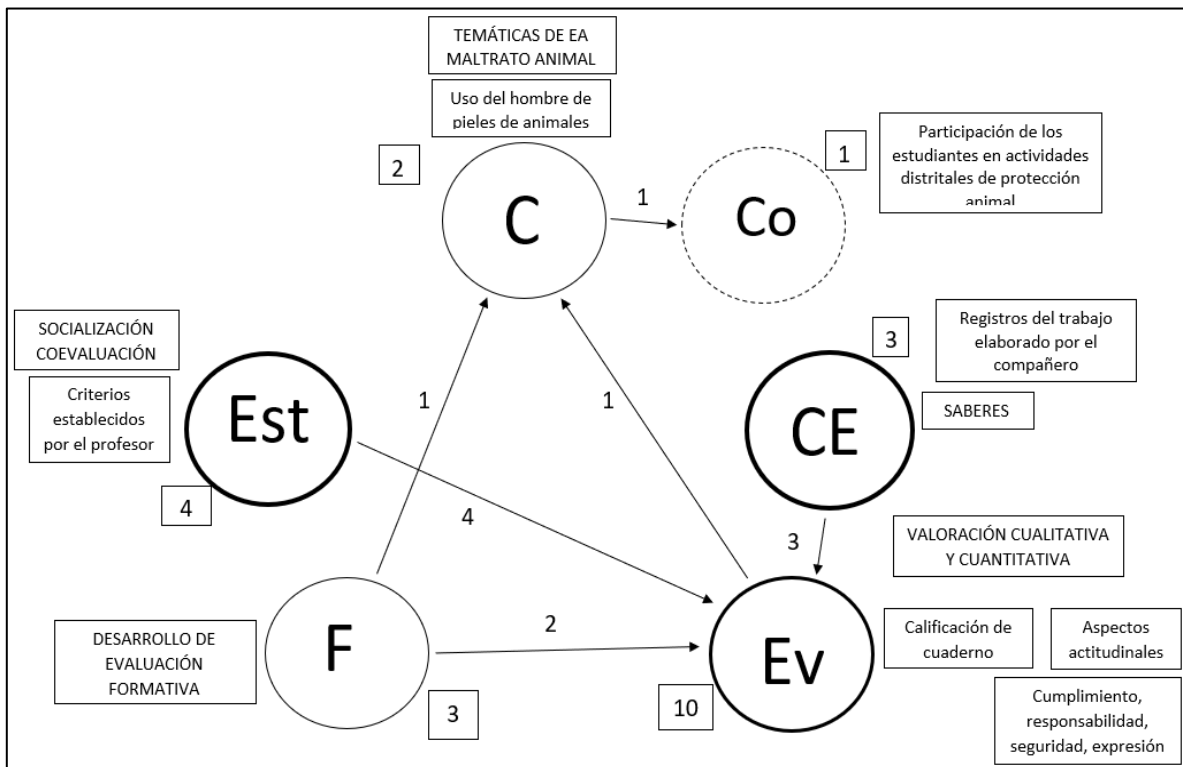 TEMÁTICAS DE EA
MALTRATO ANIMAL
Uso del hombre de
pieles de animales
2
C
1
Co
1
Participación de los
estudiantes en actividades
distritales de protección
animal
SOCIALIZACIÓN
COEVALUACIÓN
Criterios
establecidos
por el profesor
Est
4
1
1
4
3
Registros del trabajo
elaborado por el
compañero
CE
SABERES
3
VALORACIÓN CUALITATIVA
Y CUANTITATIVA
DESARROLLO DE
EVALUACIÓN
FORMATIVA
F
3
2
Ev
10
Calificación de
cuaderno
Aspectos
actitudinales
Cumplimiento,
responsabilidad,
seguridad, expresión